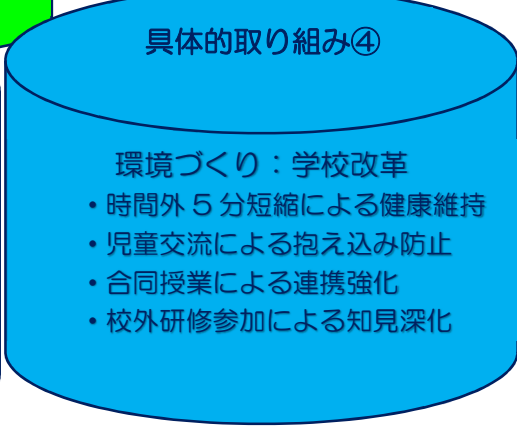 具体的取り組み④
環境づくり：学校改革
・時間外５分短縮による健康維持
・児童交流による抱え込み防止
・合同授業による連携強化
・校外研修参加による知見深化